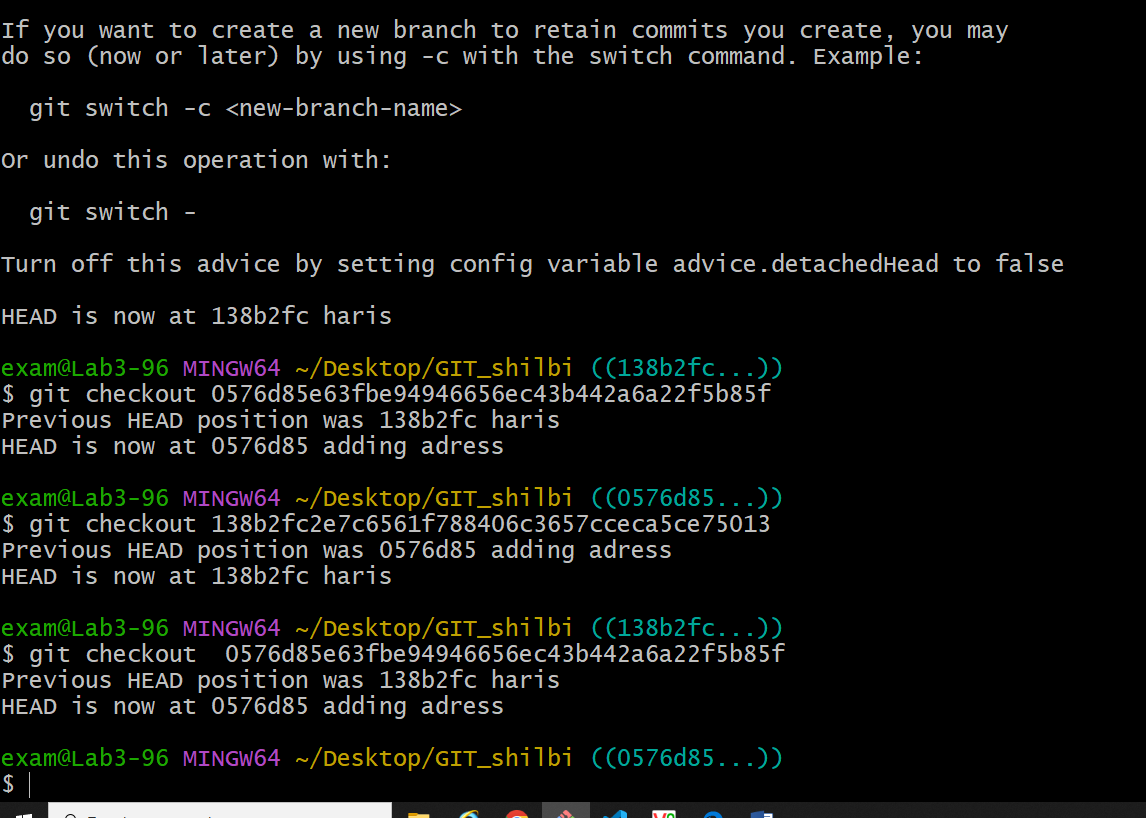 If you want to create a new branch to retain commits you create, you may
do so (now or later) by using -c with the switch command. Example:
git switch -c <new-branch-name>
Or undo this operation with:
git switch -
Turn off this advice by setting config variable advice.detachedHead to false
HEAD is now at 138b2fc haris
exam@Lab3-96 MINGW64 ~/Desktop/GIT_shilbi ((138b2fc...))
$ git checkout 0576d85e63fbe94946656ec43b442a6a22f5b85f
Previous HEAD position was 138b2fc haris
HEAD is now at 0576d85 adding adress
exam@Lab3-96 MINGW64 ~/Desktop/GIT_shilbi ((0576d85...))
$ git checkout 138b2fc2e7c6561f788406c3657cceca5ce75013
Previous HEAD position was 0576d85 adding adress
HEAD is now at 138b2fc haris
exam@Lab3-96 MINGW64 ~/Desktop/GIT_shilbi ((138b2fc...))
$ git checkout  0576d85e63fbe94946656ec43b442a6a22f5b85f
Previous HEAD position was 138b2fc haris
HEAD is now at 0576d85 adding adress
exam@Lab3-96 MINGW64 ~/Desktop/GIT_shilbi ((0576d85...))
$